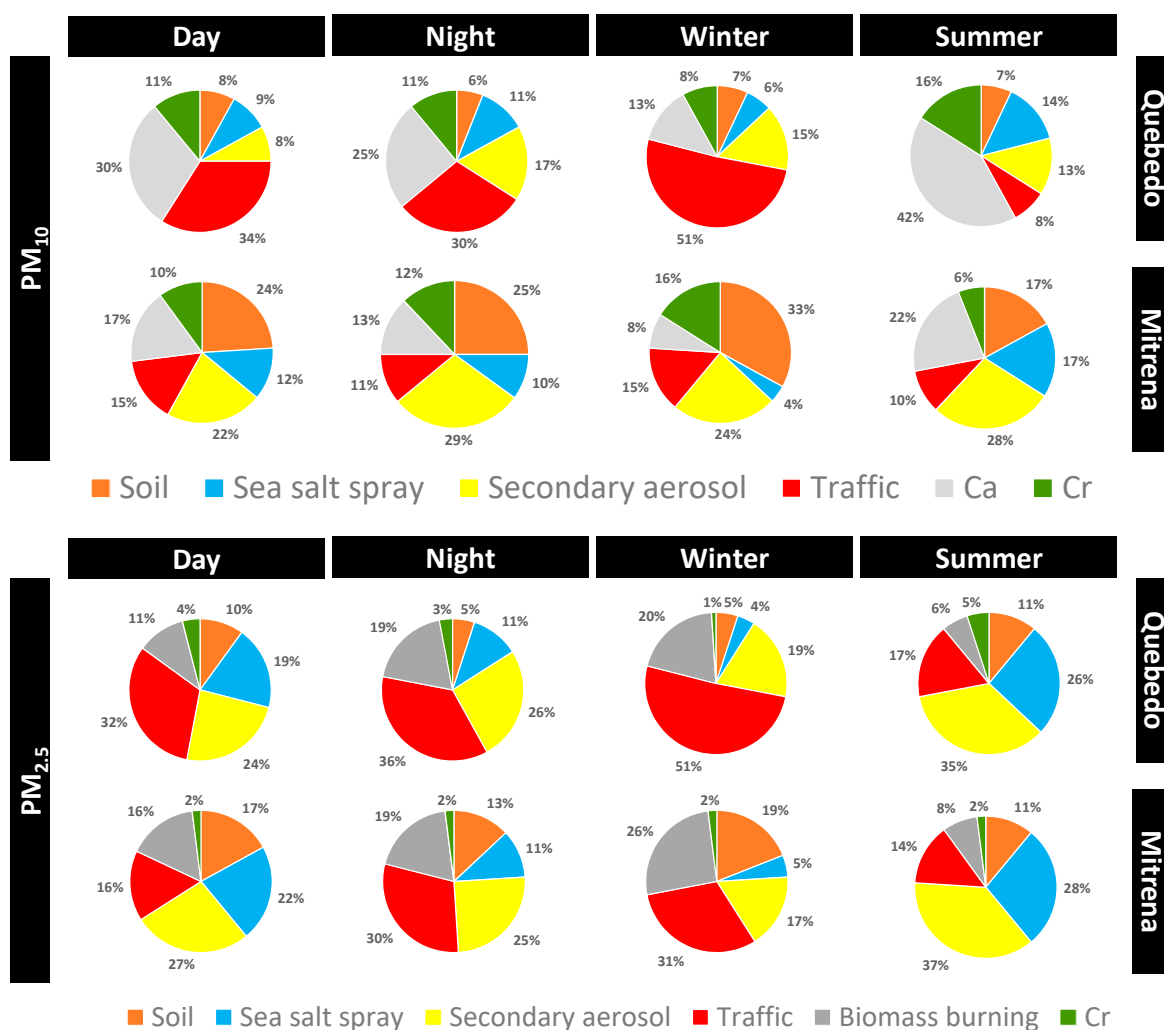 Day Night Winter Summer
PM10
Quebedo
11% 8% 9% 8% 34% 30%
11% 6% 11% 17% 30% 25%
8% 7% 6% 15% 51% 13%
16% 7% 14% 13% 8% 42%
Mitrena
10% 24% 12% 22% 15% 17%
12% 25% 10% 29% 11% 13%
16% 33% 4% 24% 15% 8%
6% 17% 17% 28% 10% 22%
Soil Sea salt spray Secondary aerosol Traffic Ca Cr
Day Night Winter Summer
PM2.5
Quebedo
4% 10% 19% 24% 32% 11%
3% 5% 11% 26% 36% 19%
1% 5% 4% 19% 51% 20%
5% 11% 26% 35% 17% 6%
Mitrena
2% 17% 22% 27% 16% 16%
2% 13% 11% 25% 30% 19%
2% 19% 5% 17% 31% 26%
2% 11% 28% 37% 14% 8%
Soil Sea salt spray Secondary aerosol Traffic Biomass burning Cr